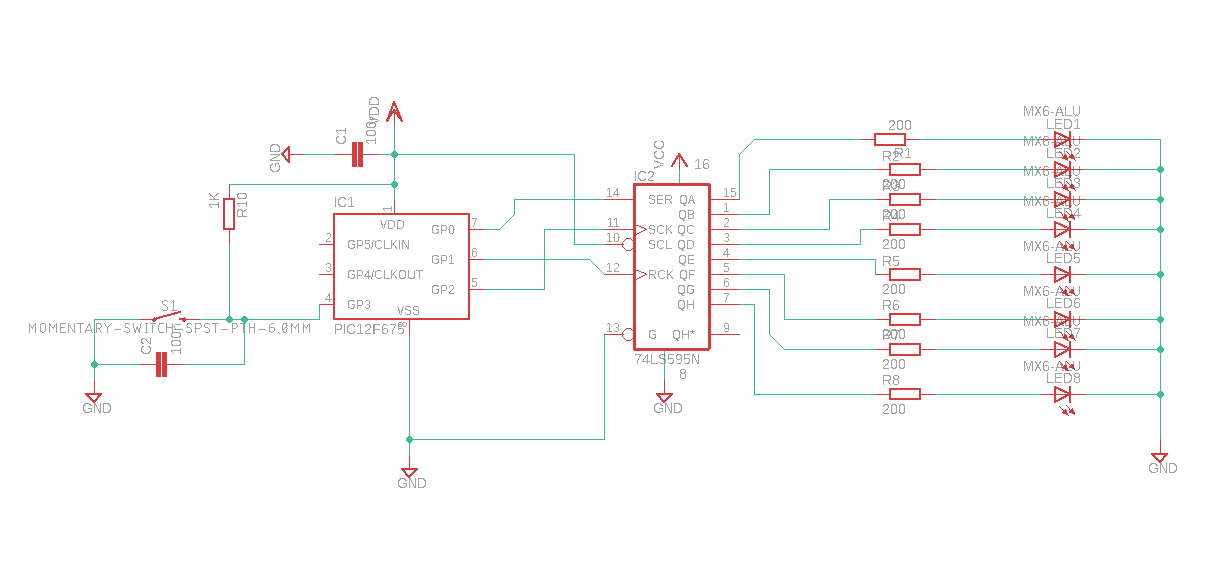 VDD
C1
100n
GND
1K
R10
IC1
1
VDD
2
GP5/CLKIN
3
GP4/CLKOUT
4
GP3
GP0
7
GP1
6
GP2
5
VSS
8
PIC12F675
S1
MOMENTARY-SWITCH-SPST-PTH-6.0MM
C2
100n
GND
GND
VCC
16
IC2
14
SER
11
SCK
10
SCL
12
RCK
13
G
QA
15
QB
1
QC
2
QD
3
QE
4
QF
5
QG
6
QH
7
QH*
9
74LS595N
8
GND
200
R1
R2
200
R3
200
R4
200
R5
200
R6
200
R7
200
R8
200
MX6-ALU
LED1
MX6-ALU
LED2
MX6-ALU
LED3
MX6-ALU
LED4
MX6-ALU
LED5
MX6-ALU
LED6
MX6-ALU
LED7
MX6-ALU
LED8
GND